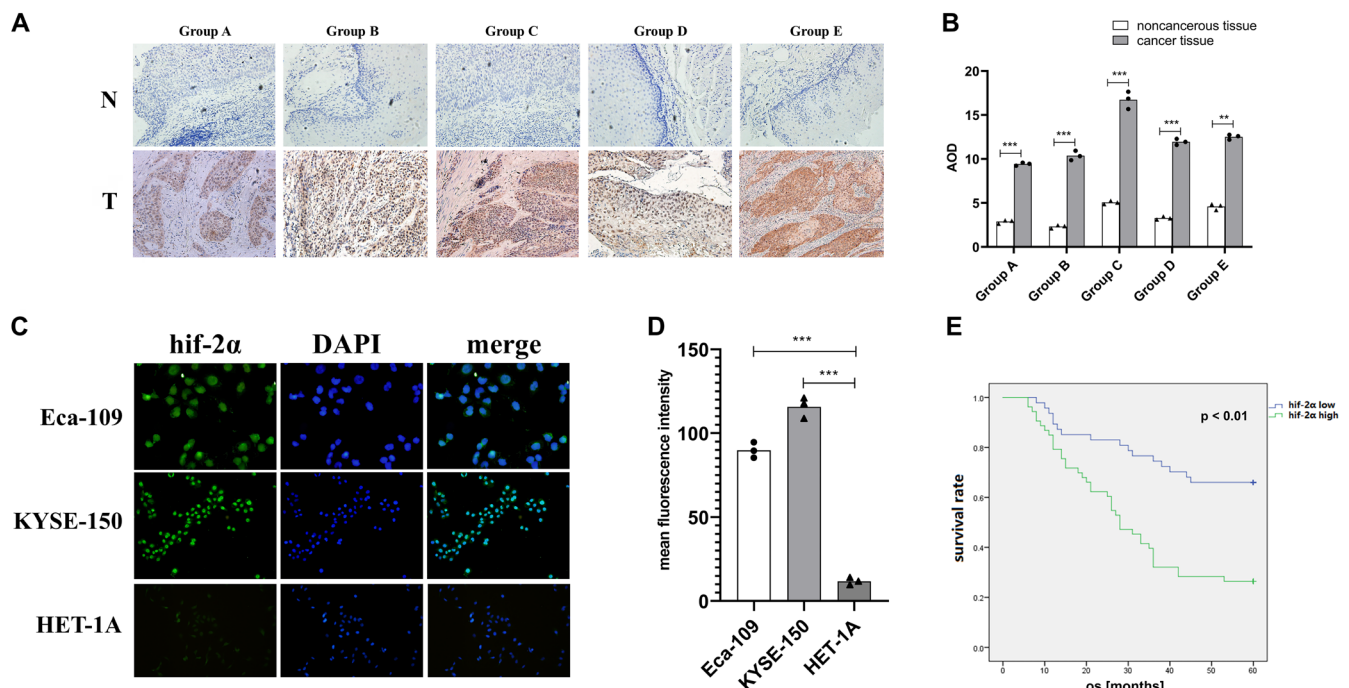 A
Group A Group B Group C Group D Group E
N
T
B
noncancerous tissue
cancer tissue
AOD
20
15
10
5
0
*** *** *** *** **
Group A Group B Group C Group D Group E
C
hif-2α DAPI merge
Eca-109
KYSE-150
HET-1A
D
mean fluorescence intensity
150
100
50
0
***
***
Eca-109 KYSE-150 HET-1A
E
survival rate
1.0
0.8
0.6
0.4
0.2
0.0
p < 0.01
hif-2α low
hif-2α high
0 10 20 30 40 50 60
os [months]